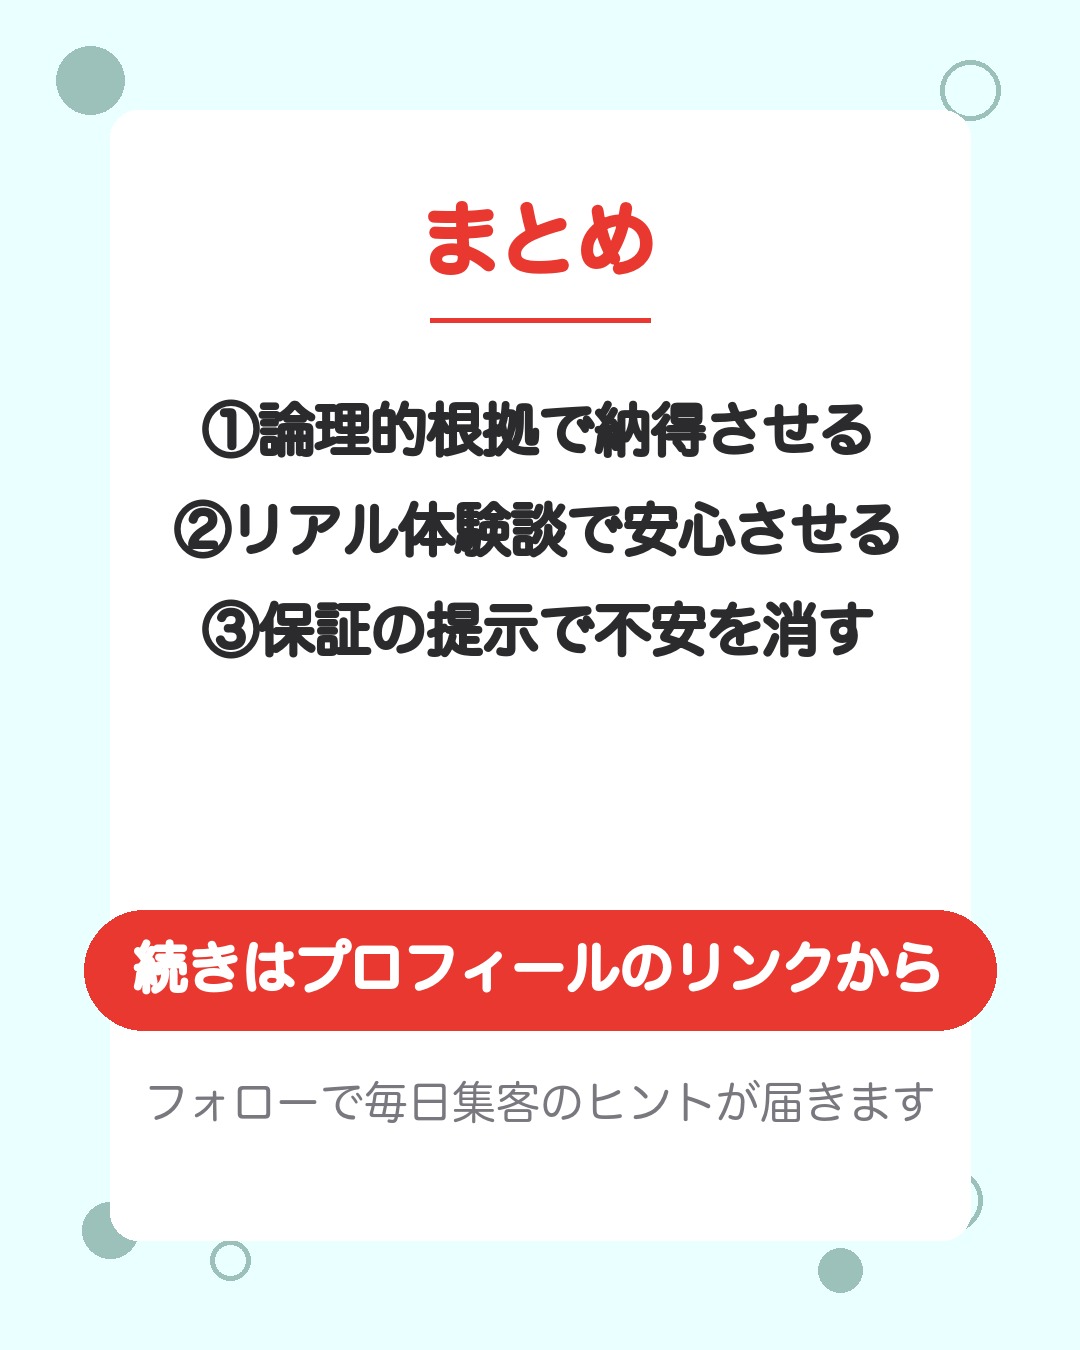 まとめ
①論理的根拠で納得させる
②リアル体験談で安心させる
③保証の提示で不安を消す
続きはプロフィールのリンクから
フォローで毎日集客のヒントが届きます